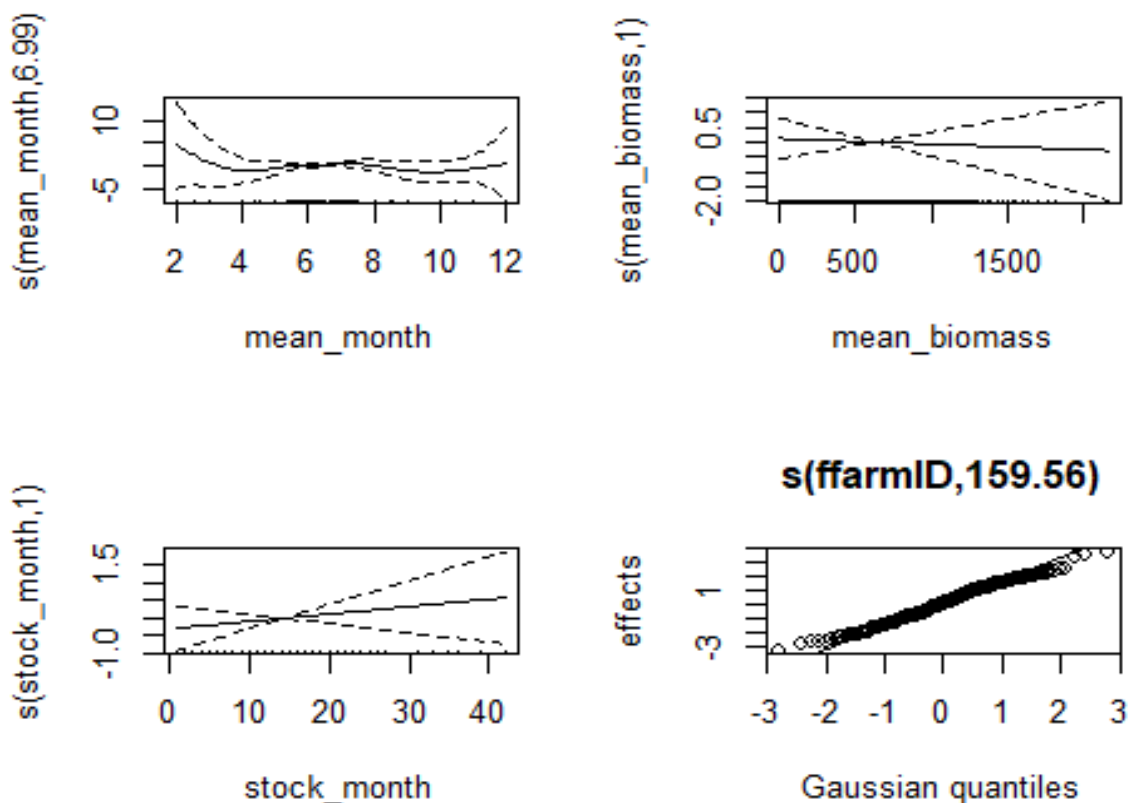 s(mean_month,6.99)
10
-5
2 4 6 8 10 12
mean_month
s(mean_biomass,1)
0.5
-2.0
0 500 1500
mean_biomass
s(stock_month,1)
1.5
-1.0
0 10 20 30 40
stock_month
s(ffarmID,159.56)
effects
1
-3
-3 -2 -1 0 1 2 3
Gaussian quantiles